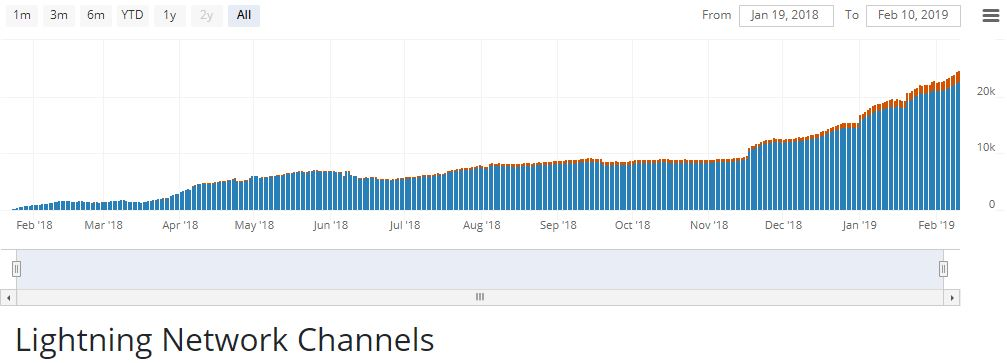 1m 3m 6m YTD 1y 2y All From Jan 19, 2018 To Feb 10, 2019
20k
10k
0
Feb '18 Mar '18 Apr '18 May '18 Jun '18 Jul '18 Aug '18 Sep '18 Oct '18 Nov '18 Dec '18 Jan '19 Feb '19
Lightning Network Channels